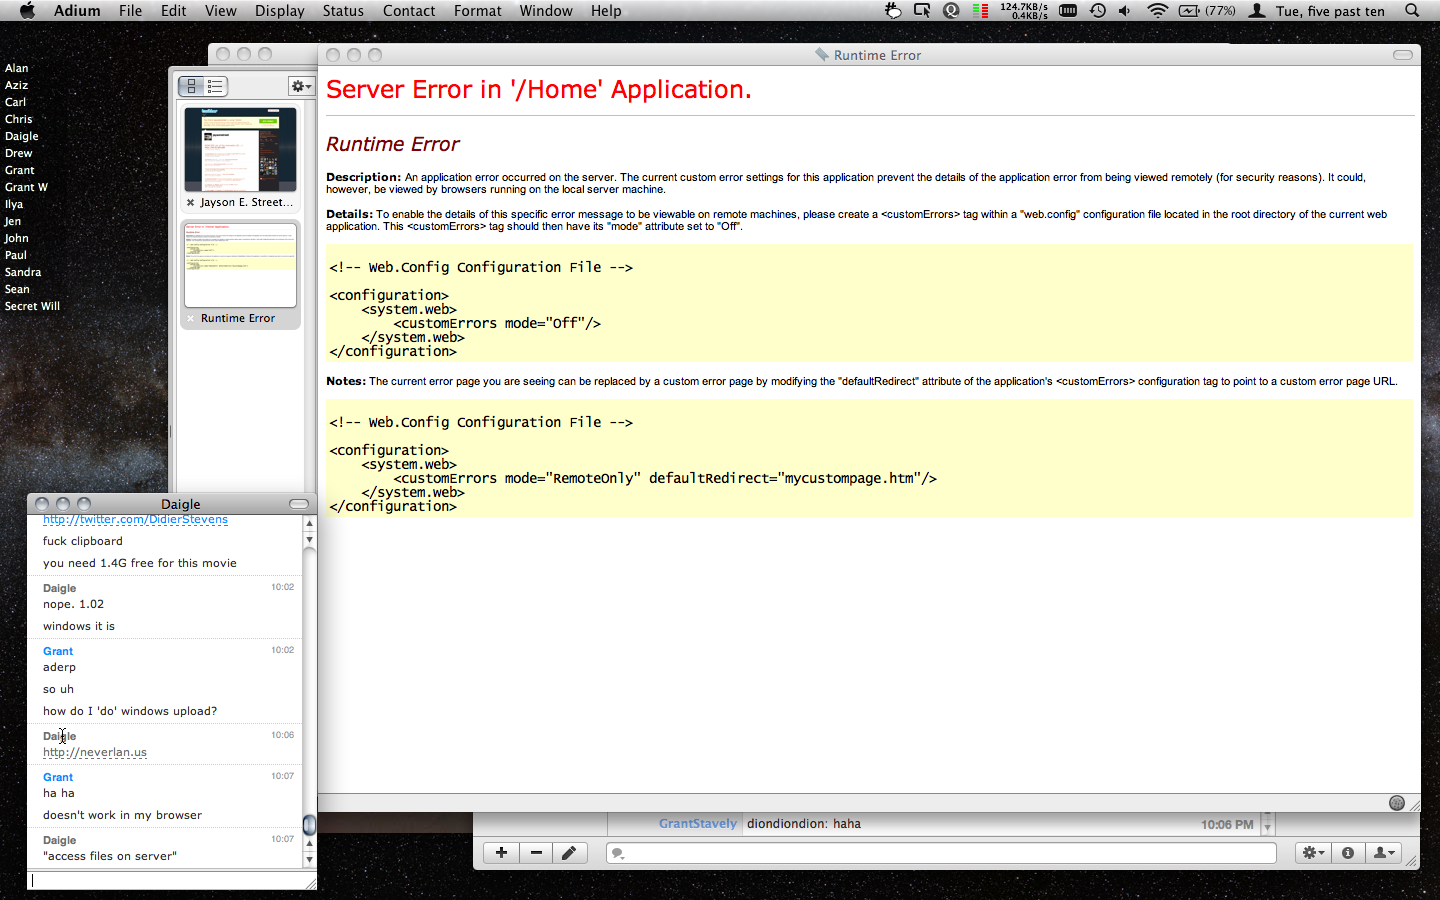 Adium File Edit View Display Status Contact Format Window Help
124.7KB/s
0.4KB/s
(77%) Tue, five past ten
Alan
Aziz
Carl
Chris
Daigle
Drew
Grant
Grant W
Ilya
Jen
John
Paul
Sandra
Sean
Secret Will
Jayson E. Street...
Runtime Error
Runtime Error
Server Error in '/Home' Application.
Runtime Error
Description: An application error occurred on the server. The current custom error settings for this application prevent the details of the application error from being viewed remotely (for security reasons). It could,
however, be viewed by browsers running on the local server machine.
Details: To enable the details of this specific error message to be viewable on remote machines, please create a <customErrors> tag within a "web.config" configuration file located in the root directory of the current web
application. This <customErrors> tag should then have its "mode" attribute set to "Off".
<!-- Web.Config Configuration File -->
<configuration>
<system.web>
<customErrors mode="Off"/>
</system.web>
</configuration>
Notes: The current error page you are seeing can be replaced by a custom error page by modifying the "defaultRedirect" attribute of the application's <customErrors> configuration tag to point to a custom error page URL.
<!-- Web.Config Configuration File -->
<configuration>
<system.web>
<customErrors mode="RemoteOnly" defaultRedirect="mycustompage.htm"/>
</system.web>
</configuration>
Daigle
http://twitter.com/DidierStevens
fuck clipboard
you need 1.4G free for this movie
Daigle 10:02
nope. 1.02
windows it is
Grant 10:02
aderp
so uh
how do I 'do' windows upload?
Daigle 10:06
http://neverlan.us
Grant 10:07
ha ha
doesn't work in my browser
Daigle 10:07
"access files on server"
GrantStavely diondiondion: haha 10:06 PM